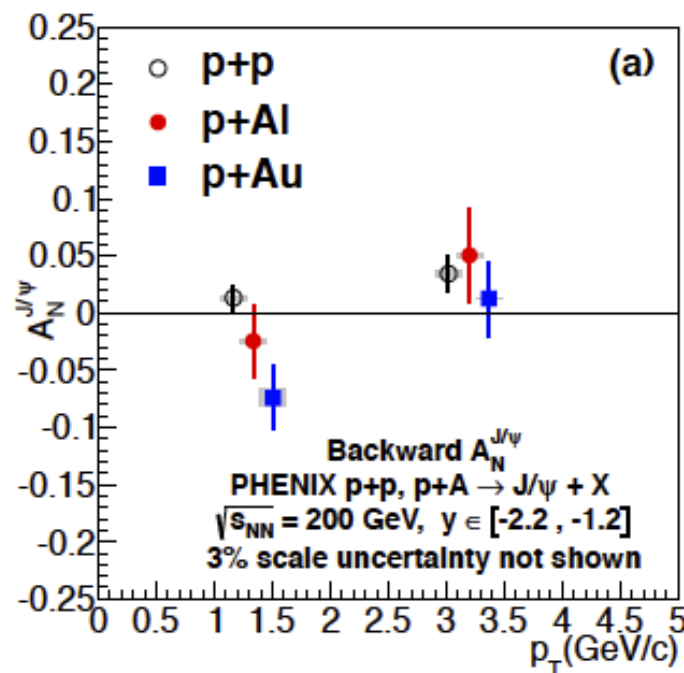 0.25
0.2
0.15
0.1
0.05
0
-0.05
-0.1
-0.15
-0.2
-0.25
A_N^{J/ψ}
p+p
p+Al
p+Au
(a)
Backward A_N^{J/ψ}
PHENIX p+p, p+A → J/ψ + X
√s_{NN} = 200 GeV, y ∈ [-2.2 , -1.2]
3% scale uncertainty not shown
0 0.5 1 1.5 2 2.5 3 3.5 4 4.5 5
p_T(GeV/c)